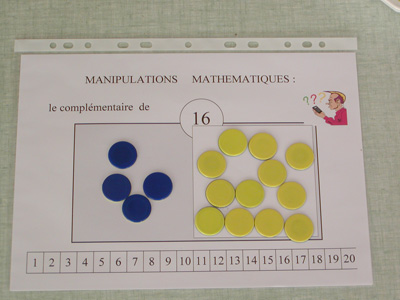 MANIPULATIONS MATHEMATIQUES :
? ? ?
le complémentaire de
16
1 2 3 4 5 6 7 8 9 10 11 12 13 14 15 16 17 18 19 20